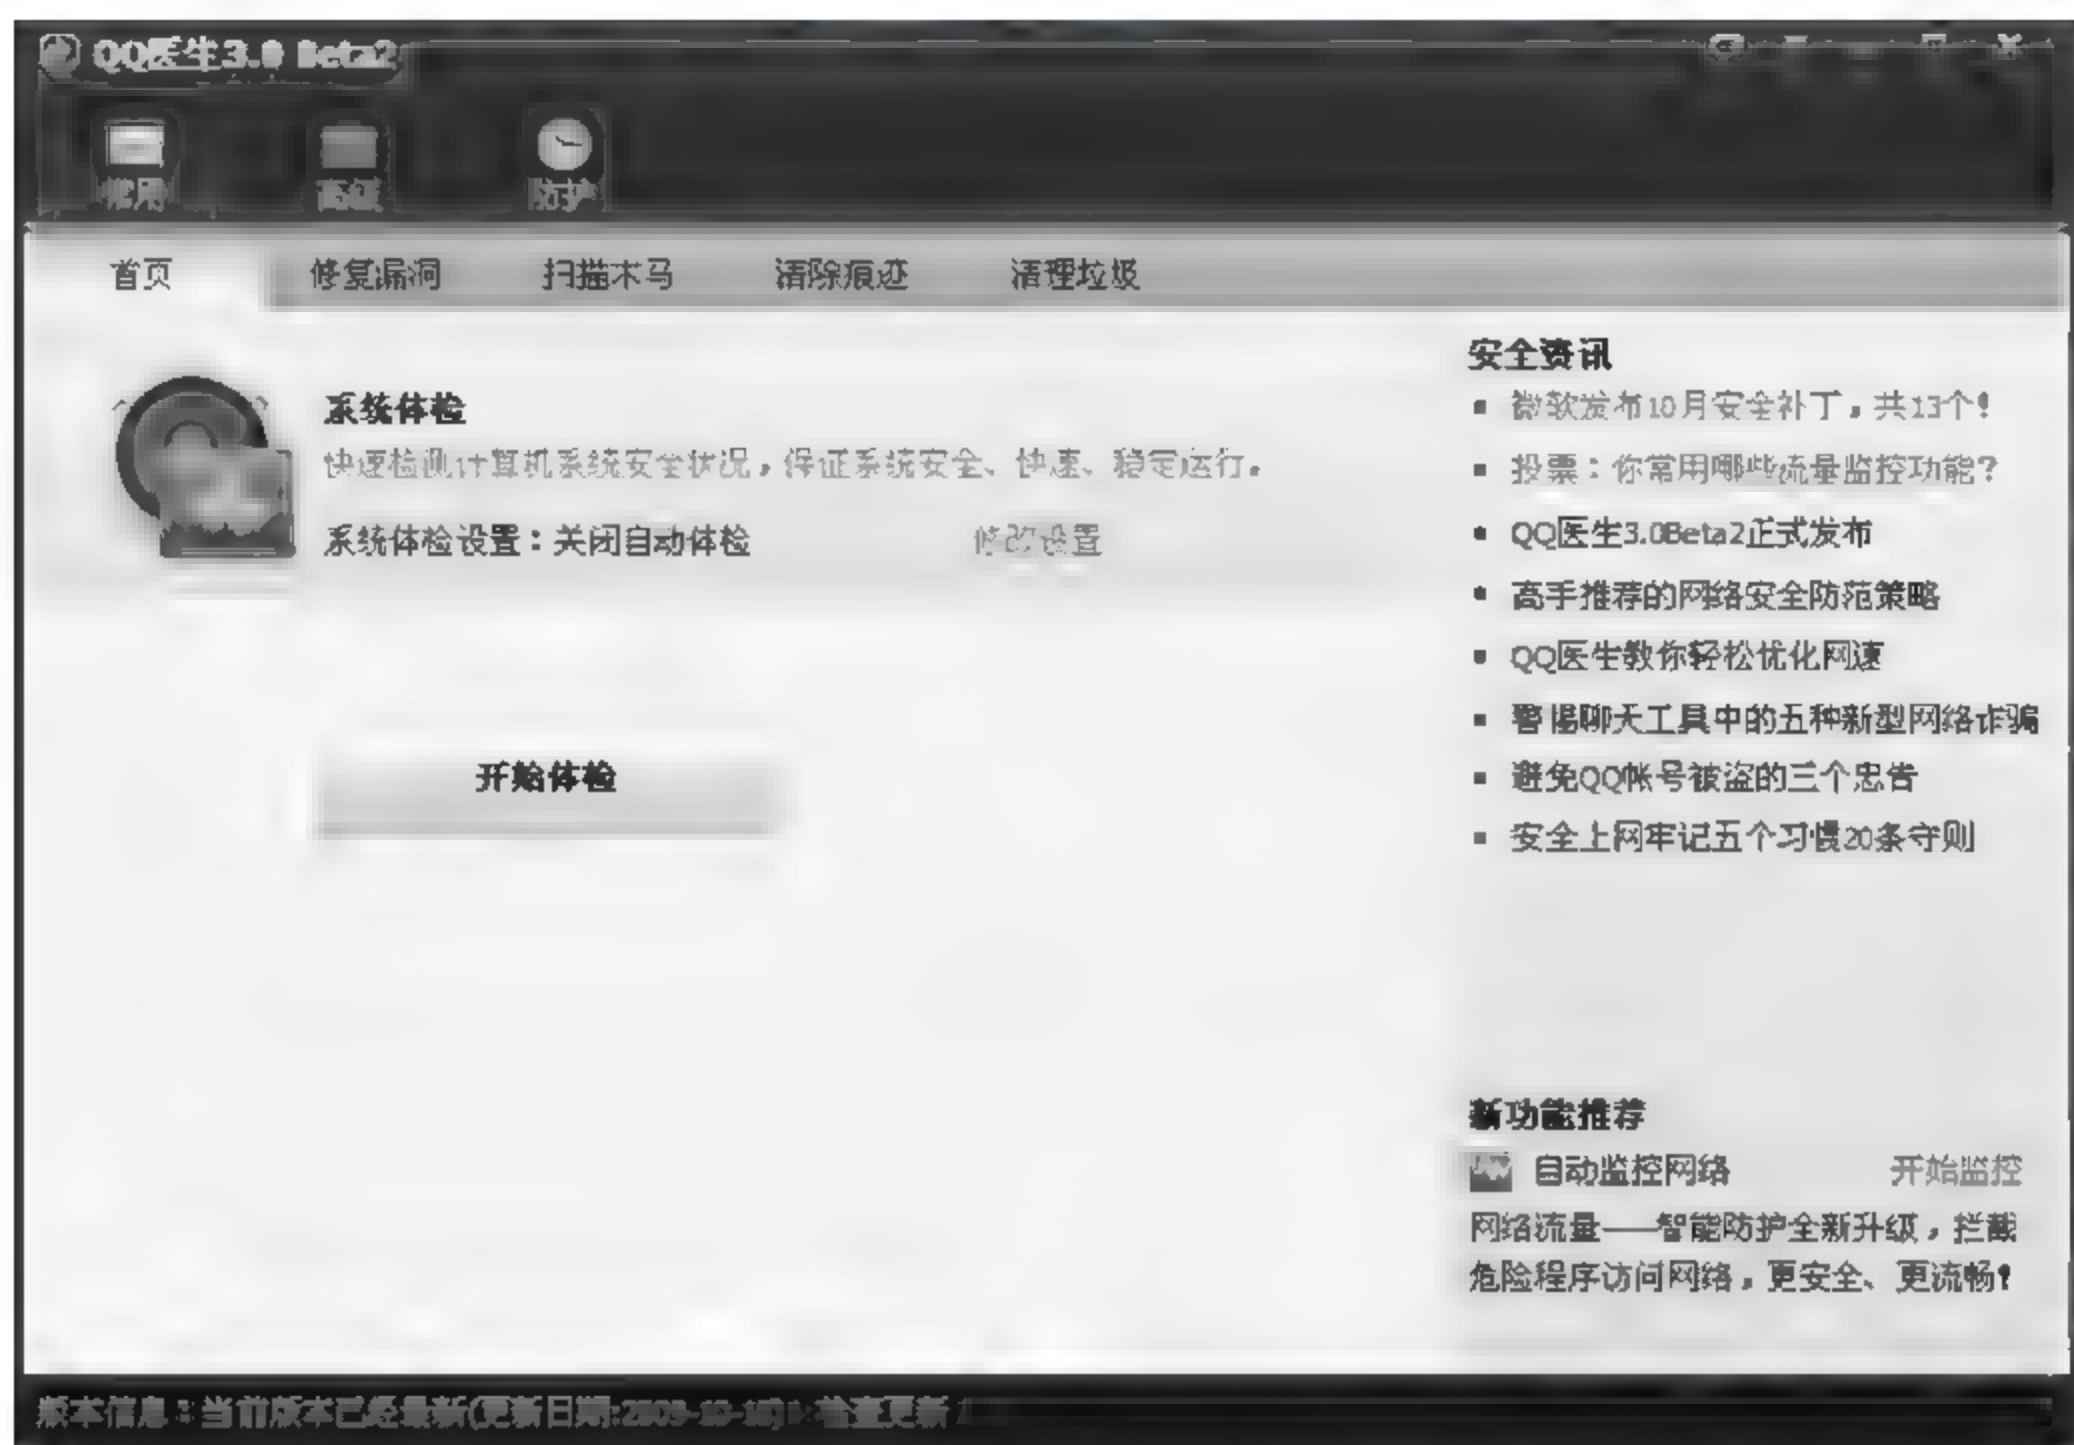 QQ医生3.0 Beta2
常用 高级 防护
首页 修复漏洞 扫描木马 清除痕迹 清理垃圾
系统体检
快速检测计算机系统安全状况，保证系统安全、快速、稳定运行。
系统体检设置：关闭自动体检 修改设置
开始体检
安全资讯
微软发布10月安全补丁，共13个！
投票：你常用哪些流量监控功能？
QQ医生3.0Beta2正式发布
高手推荐的网络安全防范策略
QQ医生教你轻松优化网速
警惕聊天工具中的五种新型网络诈骗
避免QQ帐号被盗的三个忠告
安全上网牢记五个习惯20条守则
新功能推荐
自动监控网络 开始监控
网络流量——智能防护全新升级，拦截
危险程序访问网络，更安全、更流畅！
版本信息：当前版本已经最新(更新日期: 检查更新